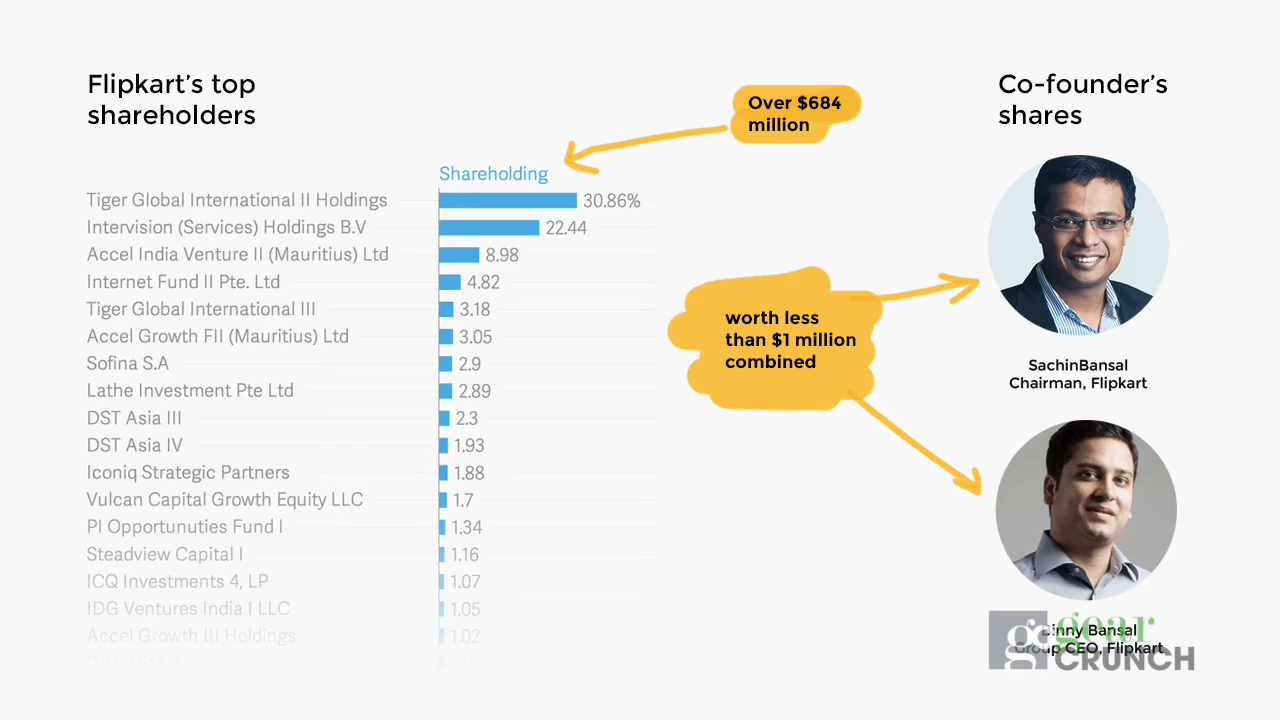 Flipkart's top
shareholders
Over $684
million
Co-founder's
shares
Shareholding
Tiger Global International II Holdings 30.86%
Intervision (Services) Holdings B.V 22.44
Accel India Venture II (Mauritius) Ltd 8.98
Internet Fund II Pte. Ltd 4.82
Tiger Global International III 3.18
Accel Growth FII (Mauritius) Ltd 3.05
Sofina S.A 2.9
Lathe Investment Pte Ltd 2.89
DST Asia III 2.3
DST Asia IV 1.93
Iconiq Strategic Partners 1.88
Vulcan Capital Growth Equity LLC 1.7
PI Opportunuties Fund I 1.34
Steadview Capital I 1.16
ICQ Investments 4, LP 1.07
IDG Ventures India I LLC 1.05
Accel Growth III Holdings 1.02
DST Asia
worth less
than $1 million
combined
SachinBansal
Chairman, Flipkart
Binny Bansal
Group CEO, Flipkart
gc gear
CRUNCH